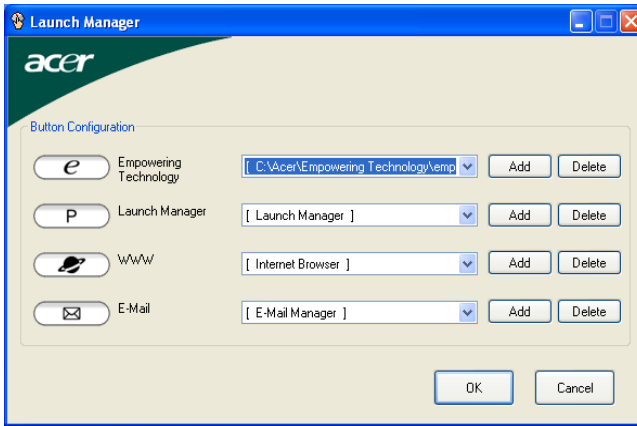 Launch Manager
acer
Button Configuration
e Empowering Technology [ C:\Acer\Empowering Technology\emp Add Delete
P Launch Manager [ Launch Manager ] Add Delete
WWW [ Internet Browser ] Add Delete
E-Mail [ E-Mail Manager ] Add Delete
OK Cancel